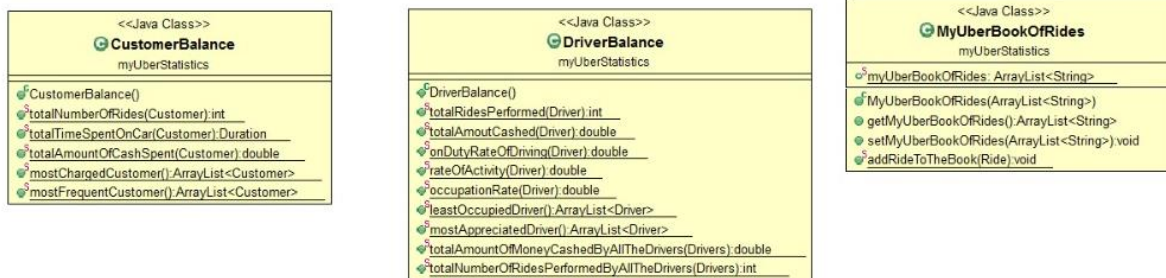 <<Java Class>>
CustomerBalance
myUberStatistics
CustomerBalance()
totalNumberOfRides(Customer):int
totalTimeSpentOnCar(Customer):Duration
totalAmountOfCashSpent(Customer):double
mostChargedCustomer():ArrayList<Customer>
mostFrequentCustomer():ArrayList<Customer>
<<Java Class>>
DriverBalance
myUberStatistics
DriverBalance()
totalRidesPerformed(Driver):int
totalAmoutCashed(Driver):double
onDutyRateOfDriving(Driver):double
rateOfActivity(Driver):double
occupationRate(Driver):double
leastOccupiedDriver():ArrayList<Driver>
mostAppreciatedDriver():ArrayList<Driver>
totalAmountOfMoneyCashedByAllTheDrivers(Drivers):double
totalNumberOfRidesPerformedByAllTheDrivers(Drivers):int
<<Java Class>>
MyUberBookOfRides
myUberStatistics
myUberBookOfRides: ArrayList<String>
MyUberBookOfRides(ArrayList<String>)
getMyUberBookOfRides():ArrayList<String>
setMyUberBookOfRides(ArrayList<String>):void
addRideToTheBook(Ride):void